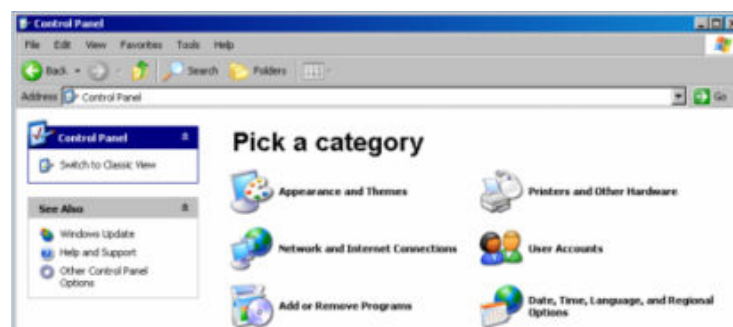 Control Panel
File Edit View Favorites Tools Help
Back Search Folders
Address Control Panel Go
Control Panel
Switch to Classic View
See Also
Windows Update
Help and Support
Other Control Panel
Options
Pick a category
Appearance and Themes
Printers and Other Hardware
Network and Internet Connections
User Accounts
Add or Remove Programs
Date, Time, Language, and Regional
Options